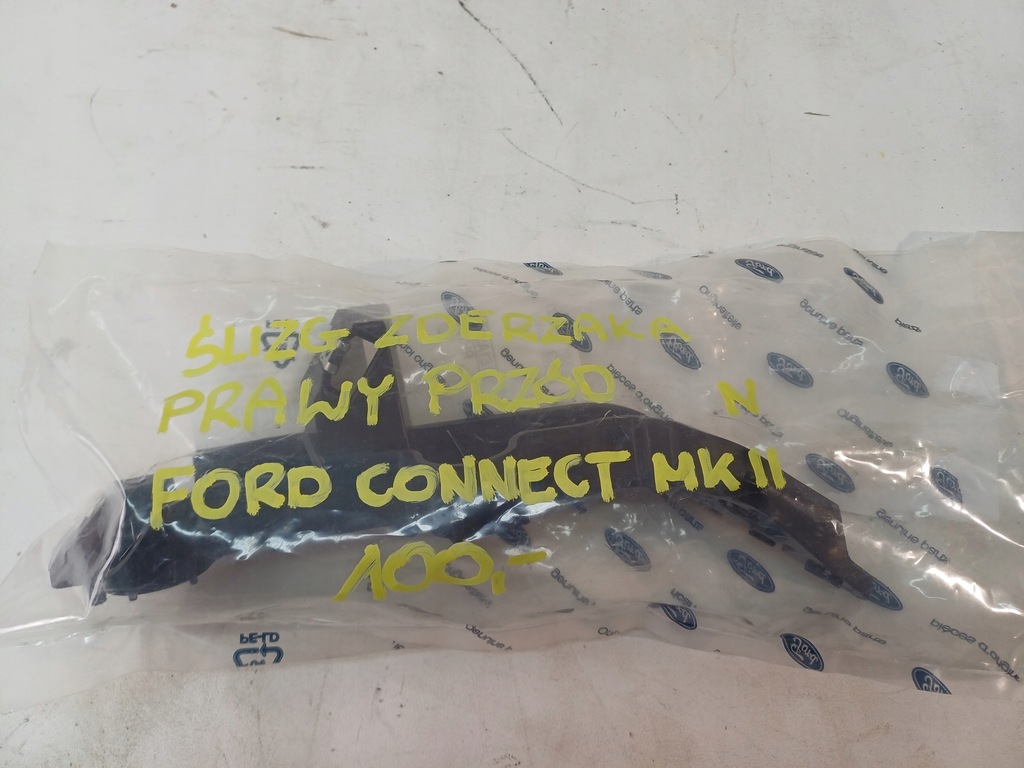 ŚLIZG ZDERZAKA
PRAWY PRZÓD N
FORD CONNECT MK II
100,-